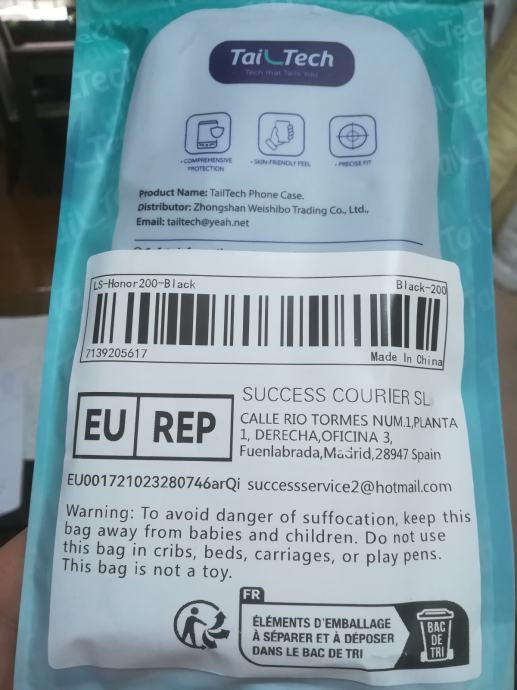 TailTech
Tech that Tails You
• COMPREHENSIVE PROTECTION
• SKIN-FRIENDLY FEEL
• PRECISE FIT
Product Name: TailTech Phone Case.
Distributor: Zhongshan Weishibo Trading Co., Ltd.,
Email: tailtech@yeah.net
LS-Honor200-Black
Black-200
7139205617
Made In China
EU REP
SUCCESS COURIER SL
CALLE RIO TORMES NUM.1,PLANTA
1, DERECHA,OFICINA 3,
Fuenlabrada,Madrid,28947 Spain
EU001721023280746arQi successservice2@hotmail.com
Warning: To avoid danger of suffocation, keep this
bag away from babies and children. Do not use
this bag in cribs, beds, carriages, or play pens.
This bag is not a toy.
FR
ÉLÉMENTS D'EMBALLAGE
À SÉPARER ET À DÉPOSER
DANS LE BAC DE TRI
BAC
DE
TRI